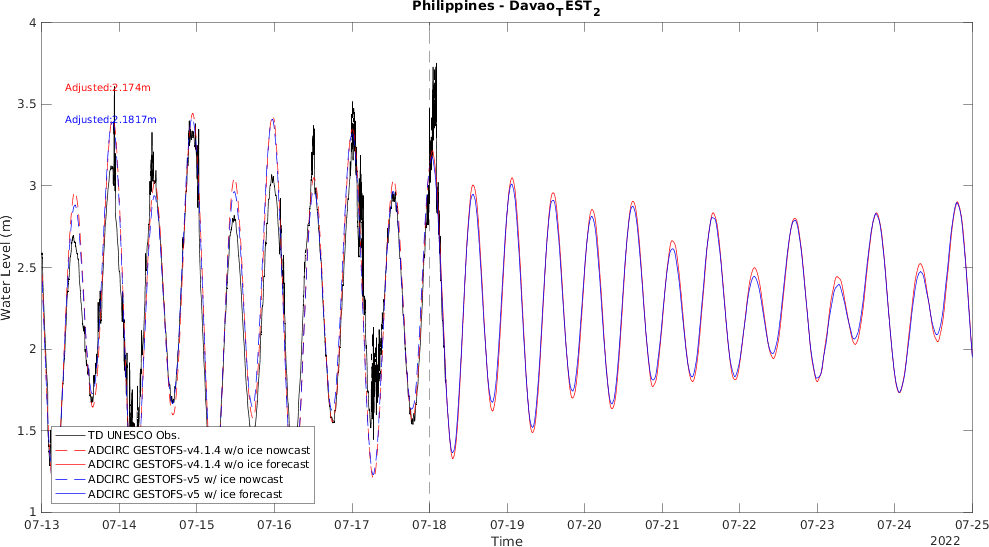 Philippines - Davao_TEST_2
4
3.5
3
2.5
2
1.5
1
Water Level (m)
Adjusted:2.174m
Adjusted:2.1817m
TD UNESCO Obs.
ADCIRC GESTOFS-v4.1.4 w/o ice nowcast
ADCIRC GESTOFS-v4.1.4 w/o ice forecast
ADCIRC GESTOFS-v5 w/ ice nowcast
ADCIRC GESTOFS-v5 w/ ice forecast
07-13 07-14 07-15 07-16 07-17 07-18 07-19 07-20 07-21 07-22 07-23 07-24 07-25
Time
2022